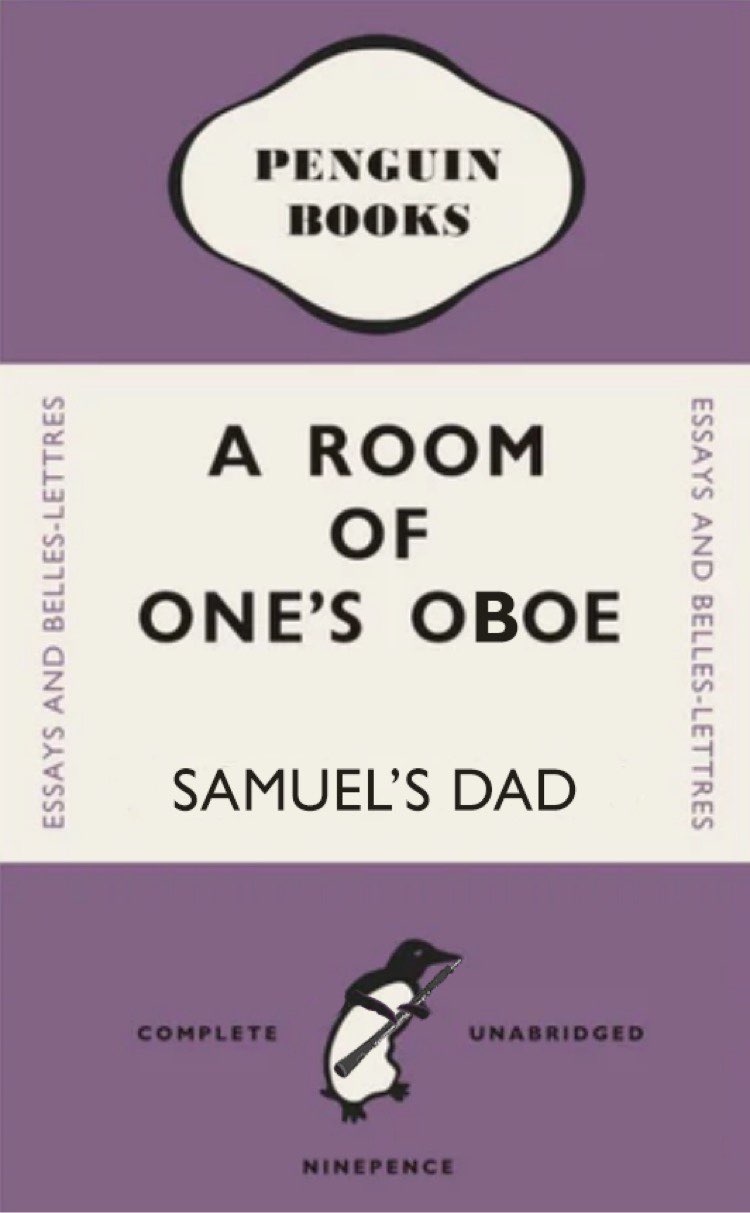 PENGUIN
BOOKS
ESSAYS AND BELLES-LETTRES
A ROOM
OF
ONE'S OBOE
SAMUEL'S DAD
ESSAYS AND BELLES-LETTRES
COMPLETE
UNABRIDGED
NINEPENCE